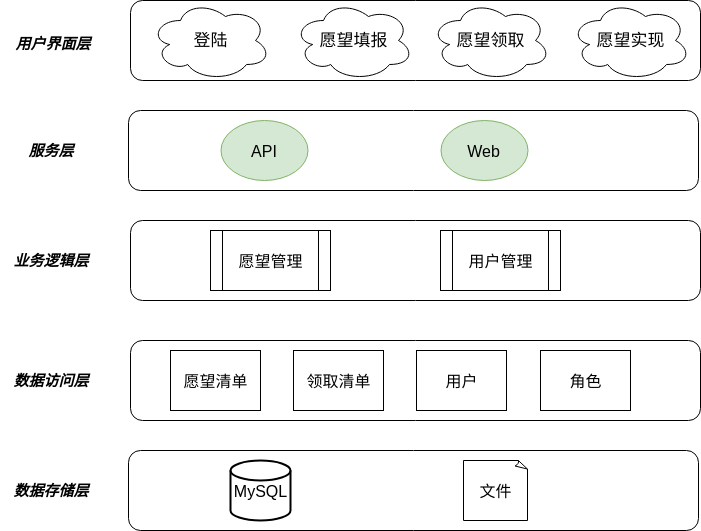 用户界面层
登陆
愿望填报
愿望领取
愿望实现
服务层
API
Web
业务逻辑层
愿望管理
用户管理
数据访问层
愿望清单
领取清单
用户
角色
数据存储层
MySQL
文件